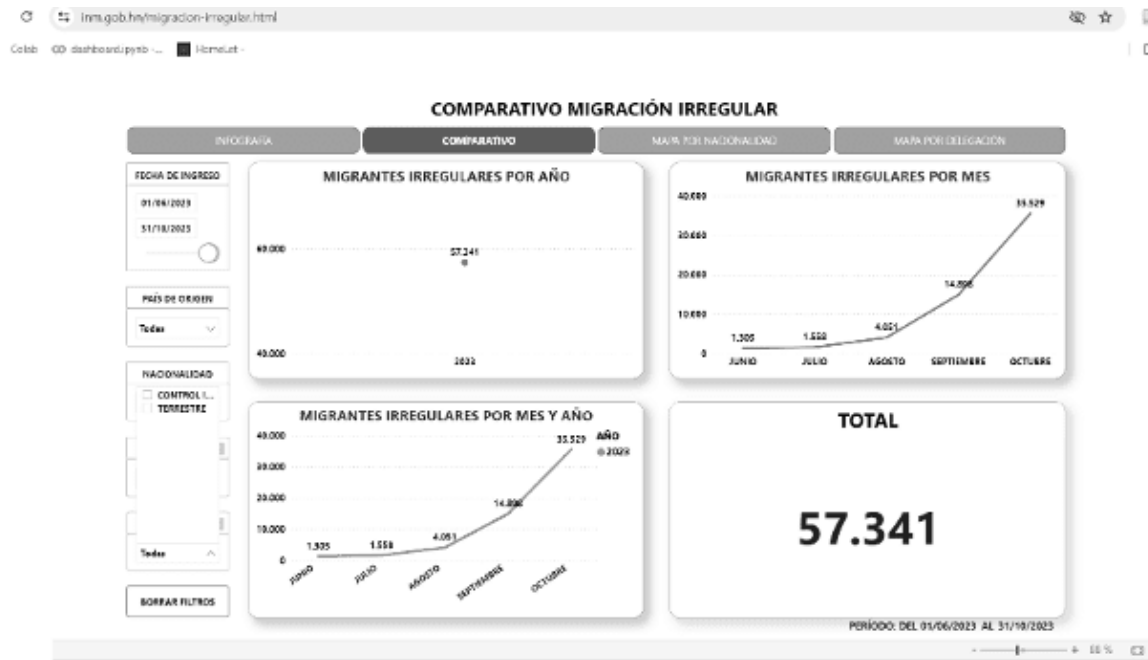 inm.gob.hn/migracion-irregular.html
Colab dashboard.ipynb -... HomeLet -
COMPARATIVO MIGRACIÓN IRREGULAR
INFOGRAFÍA COMPARATIVO MAPA POR NACIONALIDAD MAPA POR DELEGACIÓN
FECHA DE INGRESO
01/06/2023
31/10/2023
PAÍS DE ORIGEN
Todas
NACIONALIDAD
CONTROL I...
TERRESTRE
Todas
BORRAR FILTROS
MIGRANTES IRREGULARES POR AÑO
60.000
57.341
40.000
2023
MIGRANTES IRREGULARES POR MES
40.000
35.529
30.000
20.000
14.898
10.000
4.051
1.305 1.558
0
JUNIO JULIO AGOSTO SEPTIEMBRE OCTUBRE
MIGRANTES IRREGULARES POR MES Y AÑO
40.000
35.529
AÑO
2023
30.000
20.000
14.898
10.000
1.305 1.558 4.051
0
JUNIO JULIO AGOSTO SEPTIEMBRE OCTUBRE
TOTAL
57.341
PERÍODO: DEL 01/06/2023 AL 31/10/2023